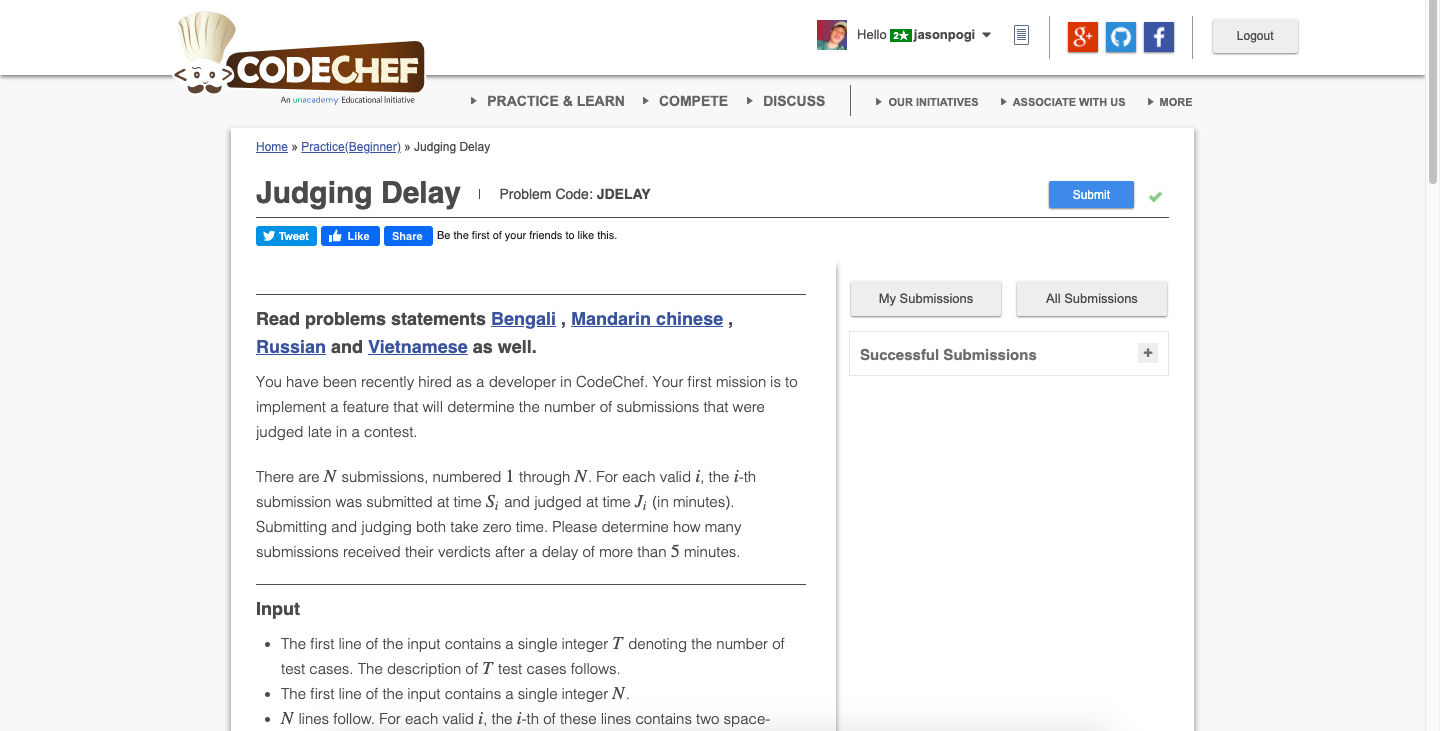 Hello 2★ jasonpogi
Logout
CODECHEF
An unacademy Educational Initiative
PRACTICE & LEARN COMPETE DISCUSS OUR INITIATIVES ASSOCIATE WITH US MORE
Home » Practice(Beginner) » Judging Delay
Judging Delay | Problem Code: JDELAY
Submit
Tweet Like Share Be the first of your friends to like this.
My Submissions All Submissions
Successful Submissions +
Read problems statements Bengali , Mandarin chinese ,
Russian and Vietnamese as well.
You have been recently hired as a developer in CodeChef. Your first mission is to
implement a feature that will determine the number of submissions that were
judged late in a contest.
There are N submissions, numbered 1 through N. For each valid i, the i-th
submission was submitted at time S_i and judged at time J_i (in minutes).
Submitting and judging both take zero time. Please determine how many
submissions received their verdicts after a delay of more than 5 minutes.
Input
• The first line of the input contains a single integer T denoting the number of
test cases. The description of T test cases follows.
• The first line of the input contains a single integer N.
• N lines follow. For each valid i, the i-th of these lines contains two space-